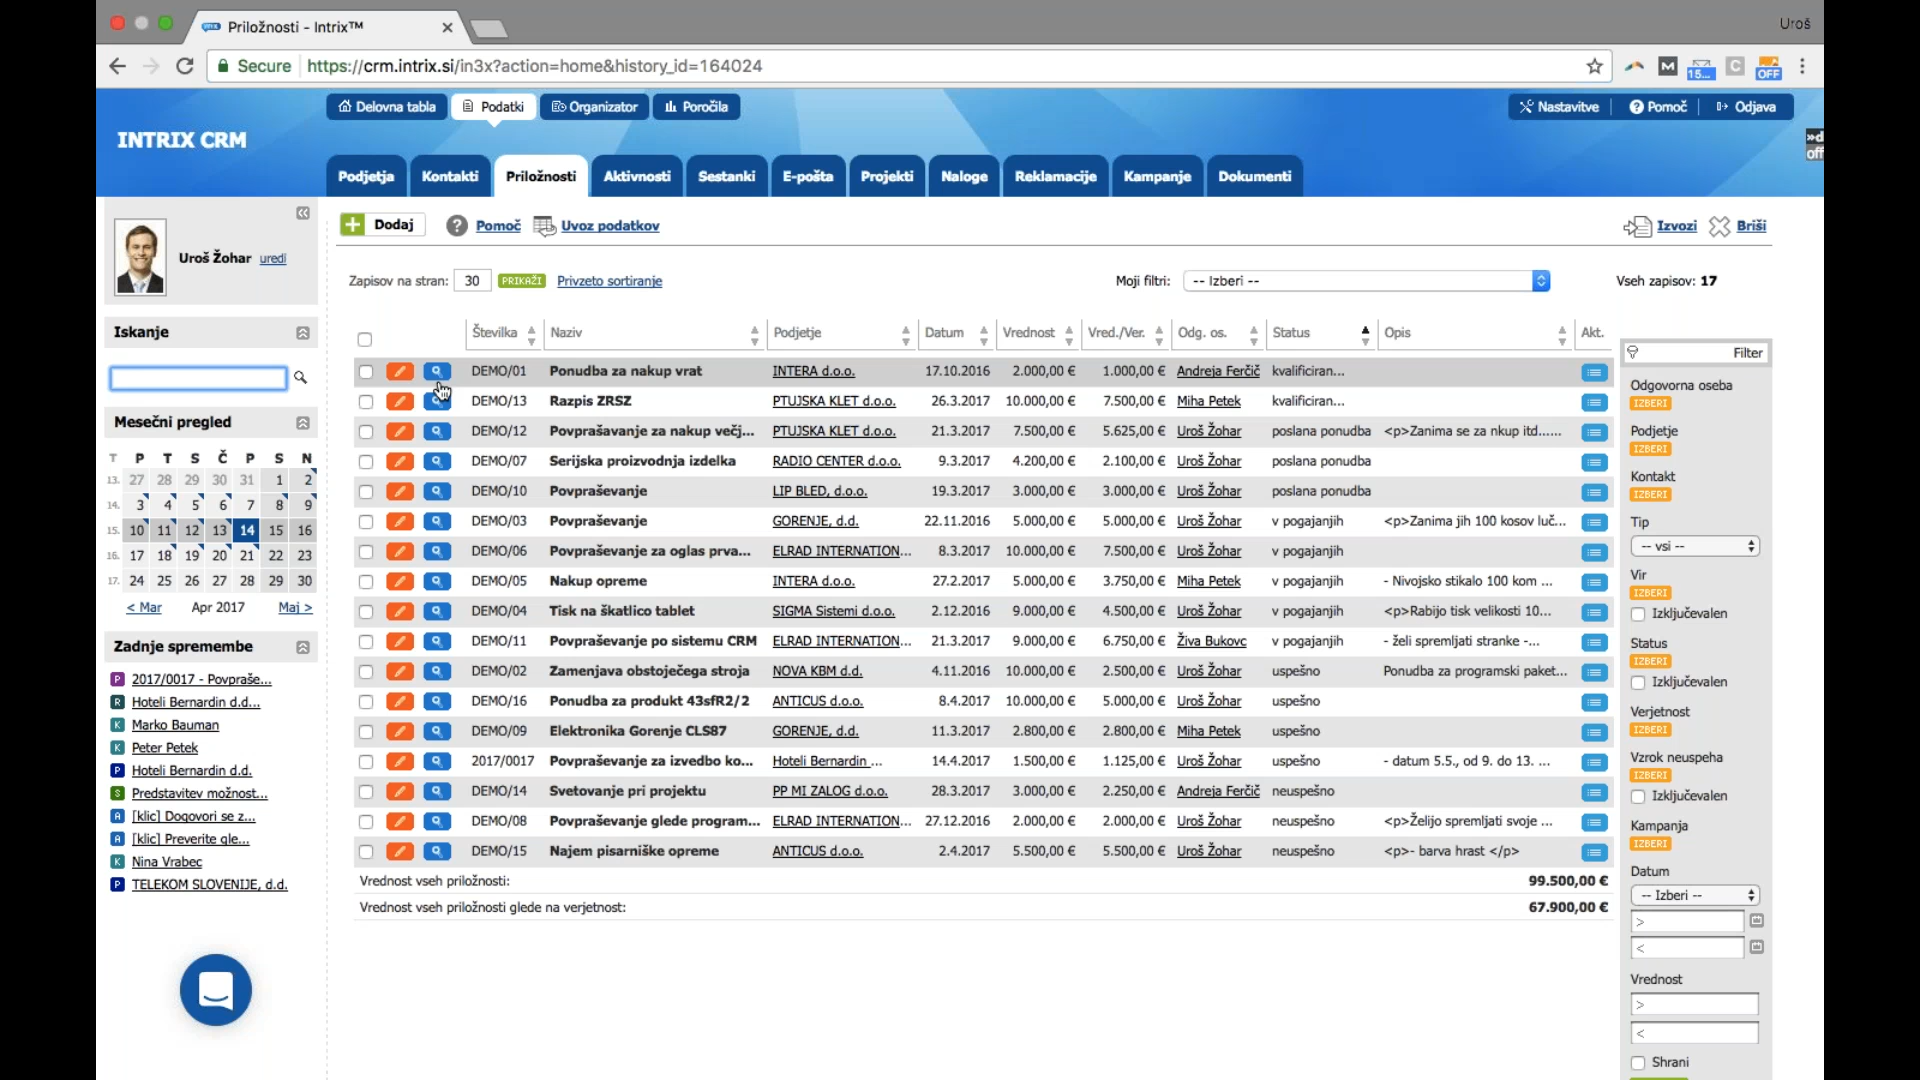 Priložnosti - Intrix™
Uroš
Secure https://crm.intrix.si/in3x?action=home&history_id=164024
M 15... C OFF
Delovna tabla Podatki Organizator Poročila
Nastavitve Pomoč Odjava
»d
off
INTRIX CRM
Podjetja Kontakti Priložnosti Aktivnosti Sestanki E-pošta Projekti Naloge Reklamacije Kampanje Dokumenti
Uroš Žohar uredi
Iskanje
Mesečni pregled
T P T S Č P S N
13. 27 28 29 30 31 1 2
14. 3 4 5 6 7 8 9
15. 10 11 12 13 14 15 16
16. 17 18 19 20 21 22 23
17. 24 25 26 27 28 29 30
< Mar Apr 2017 Maj >
Zadnje spremembe
P 2017/0017 - Povpraše...
R Hoteli Bernardin d.d...
K Marko Bauman
K Peter Petek
P Hoteli Bernardin d.d.
S Predstavitev možnost...
A [klic] Dogovori se z...
A [klic] Preverite gle...
K Nina Vrabec
P TELEKOM SLOVENIJE, d.d.
Dodaj Pomoč Uvoz podatkov
Izvozi Briši
Zapisov na stran: 30 PRIKAŽI Privzeto sortiranje
Moji filtri: -- Izberi --
Vseh zapisov: 17
Številka Naziv Podjetje Datum Vrednost Vred./Ver. Odg. os. Status Opis Akt.
DEMO/01 Ponudba za nakup vrat INTERA d.o.o. 17.10.2016 2.000,00 € 1.000,00 € Andreja Ferčič kvalificiran...
DEMO/13 Razpis ZRSZ PTUJSKA KLET d.o.o. 26.3.2017 10.000,00 € 7.500,00 € Miha Petek kvalificiran...
DEMO/12 Povprašavanje za nakup večj... PTUJSKA KLET d.o.o. 21.3.2017 7.500,00 € 5.625,00 € Uroš Žohar poslana ponudba <p>Zanima se za nkup itd......
DEMO/07 Serijska proizvodnja izdelka RADIO CENTER d.o.o. 9.3.2017 4.200,00 € 2.100,00 € Uroš Žohar poslana ponudba
DEMO/10 Povpraševanje LIP BLED, d.o.o. 19.3.2017 3.000,00 € 3.000,00 € Uroš Žohar poslana ponudba
DEMO/03 Povpraševanje GORENJE, d.d. 22.11.2016 5.000,00 € 5.000,00 € Uroš Žohar v pogajanjih <p>Zanima jih 100 kosov luč...
DEMO/06 Povpraševanje za oglas prva... ELRAD INTERNATION... 8.3.2017 10.000,00 € 7.500,00 € Uroš Žohar v pogajanjih
DEMO/05 Nakup opreme INTERA d.o.o. 27.2.2017 5.000,00 € 3.750,00 € Miha Petek v pogajanjih - Nivojsko stikalo 100 kom ...
DEMO/04 Tisk na škatlico tablet SIGMA Sistemi d.o.o. 2.12.2016 9.000,00 € 4.500,00 € Uroš Žohar v pogajanjih <p>Rabijo tisk velikosti 10...
DEMO/11 Povpraševanje po sistemu CRM ELRAD INTERNATION... 21.3.2017 9.000,00 € 6.750,00 € Živa Bukovc v pogajanjih - želi spremljati stranke -...
DEMO/02 Zamenjava obstoječega stroja NOVA KBM d.d. 4.11.2016 10.000,00 € 2.500,00 € Uroš Žohar uspešno Ponudba za programski paket...
DEMO/16 Ponudba za produkt 43sfR2/2 ANTICUS d.o.o. 8.4.2017 10.000,00 € 5.000,00 € Uroš Žohar uspešno
DEMO/09 Elektronika Gorenje CLS87 GORENJE, d.d. 11.3.2017 2.800,00 € 2.800,00 € Miha Petek uspešno
2017/0017 Povpraševanje za izvedbo ko... Hoteli Bernardin ... 14.4.2017 1.500,00 € 1.125,00 € Uroš Žohar uspešno - datum 5.5., od 9. do 13. ...
DEMO/14 Svetovanje pri projektu PP MI ZALOG d.o.o. 28.3.2017 3.000,00 € 2.250,00 € Andreja Ferčič neuspešno
DEMO/08 Povpraševanje glede program... ELRAD INTERNATION... 27.12.2016 2.000,00 € 2.000,00 € Uroš Žohar neuspešno <p>Želijo spremljati svoje ...
DEMO/15 Najem pisarniške opreme ANTICUS d.o.o. 2.4.2017 5.500,00 € 5.500,00 € Uroš Žohar neuspešno <p>- barva hrast </p>
Vrednost vseh priložnosti: 99.500,00 €
Vrednost vseh priložnosti glede na verjetnost: 67.900,00 €
Filter
Odgovorna oseba
IZBERI
Podjetje
IZBERI
Kontakt
IZBERI
Tip
-- vsi --
Vir
IZBERI
Izključevalen
Status
IZBERI
Izključevalen
Verjetnost
IZBERI
Vzrok neuspeha
IZBERI
Izključevalen
Kampanja
IZBERI
Datum
-- Izberi --
>
<
Vrednost
>
<
Shrani